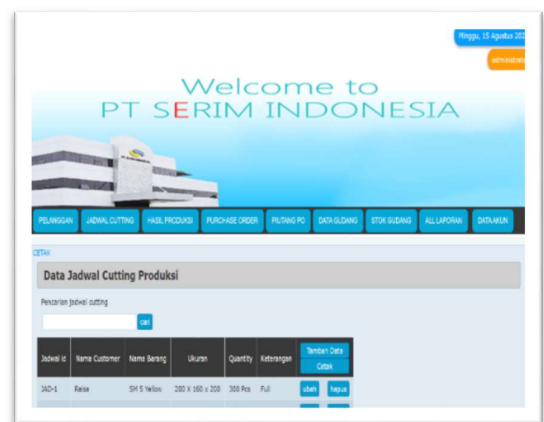 Minggu, 15 Agustus 202
administrato
Welcome to
PT SERIM INDONESIA
PELANGGAN JADWAL CUTTING HASIL PRODUKSI PURCHASE ORDER PIUTANG PO DATA GUDANG STOK GUDANG ALL LAPORAN DATA AKUN
CETAK
Data Jadwal Cutting Produksi
Pencarian jadwal cutting
cari
Jadwal Id Nama Customer Nama Barang Ukuran Quantity Keterangan Tambah Data
Cetak
JAD-1 Raisa SM 5 Yellow 200 X 160 x 200 300 Pcs Full ubah hapus